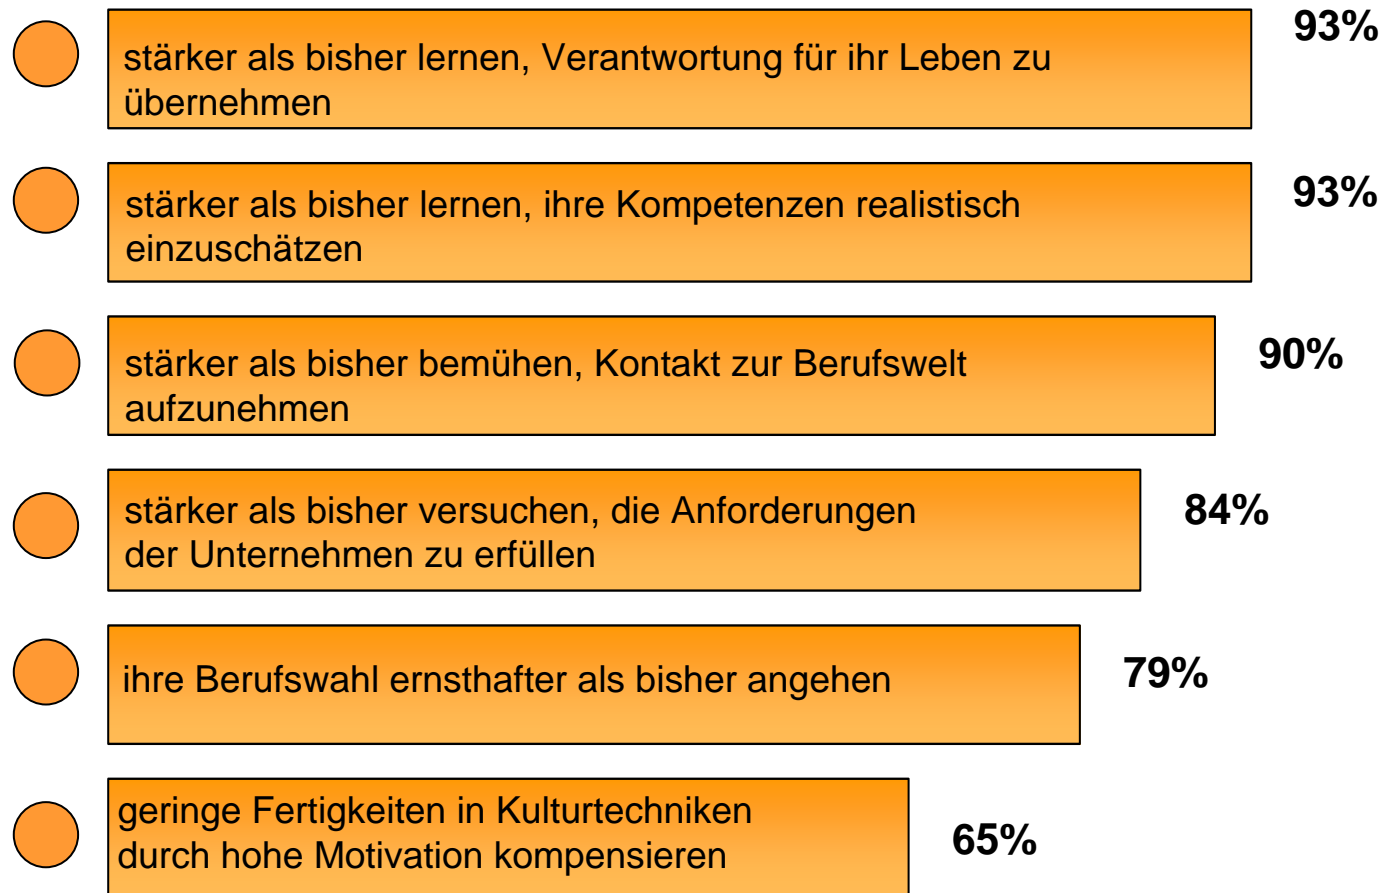 93%
stärker als bisher lernen, Verantwortung für ihr Leben zu
übernehmen
93%
stärker als bisher lernen, ihre Kompetenzen realistisch
einzuschätzen
90%
stärker als bisher bemühen, Kontakt zur Berufswelt
aufzunehmen
84%
stärker als bisher versuchen, die Anforderungen
der Unternehmen zu erfüllen
79%
ihre Berufswahl ernsthafter als bisher angehen
65%
geringe Fertigkeiten in Kulturtechniken
durch hohe Motivation kompensieren